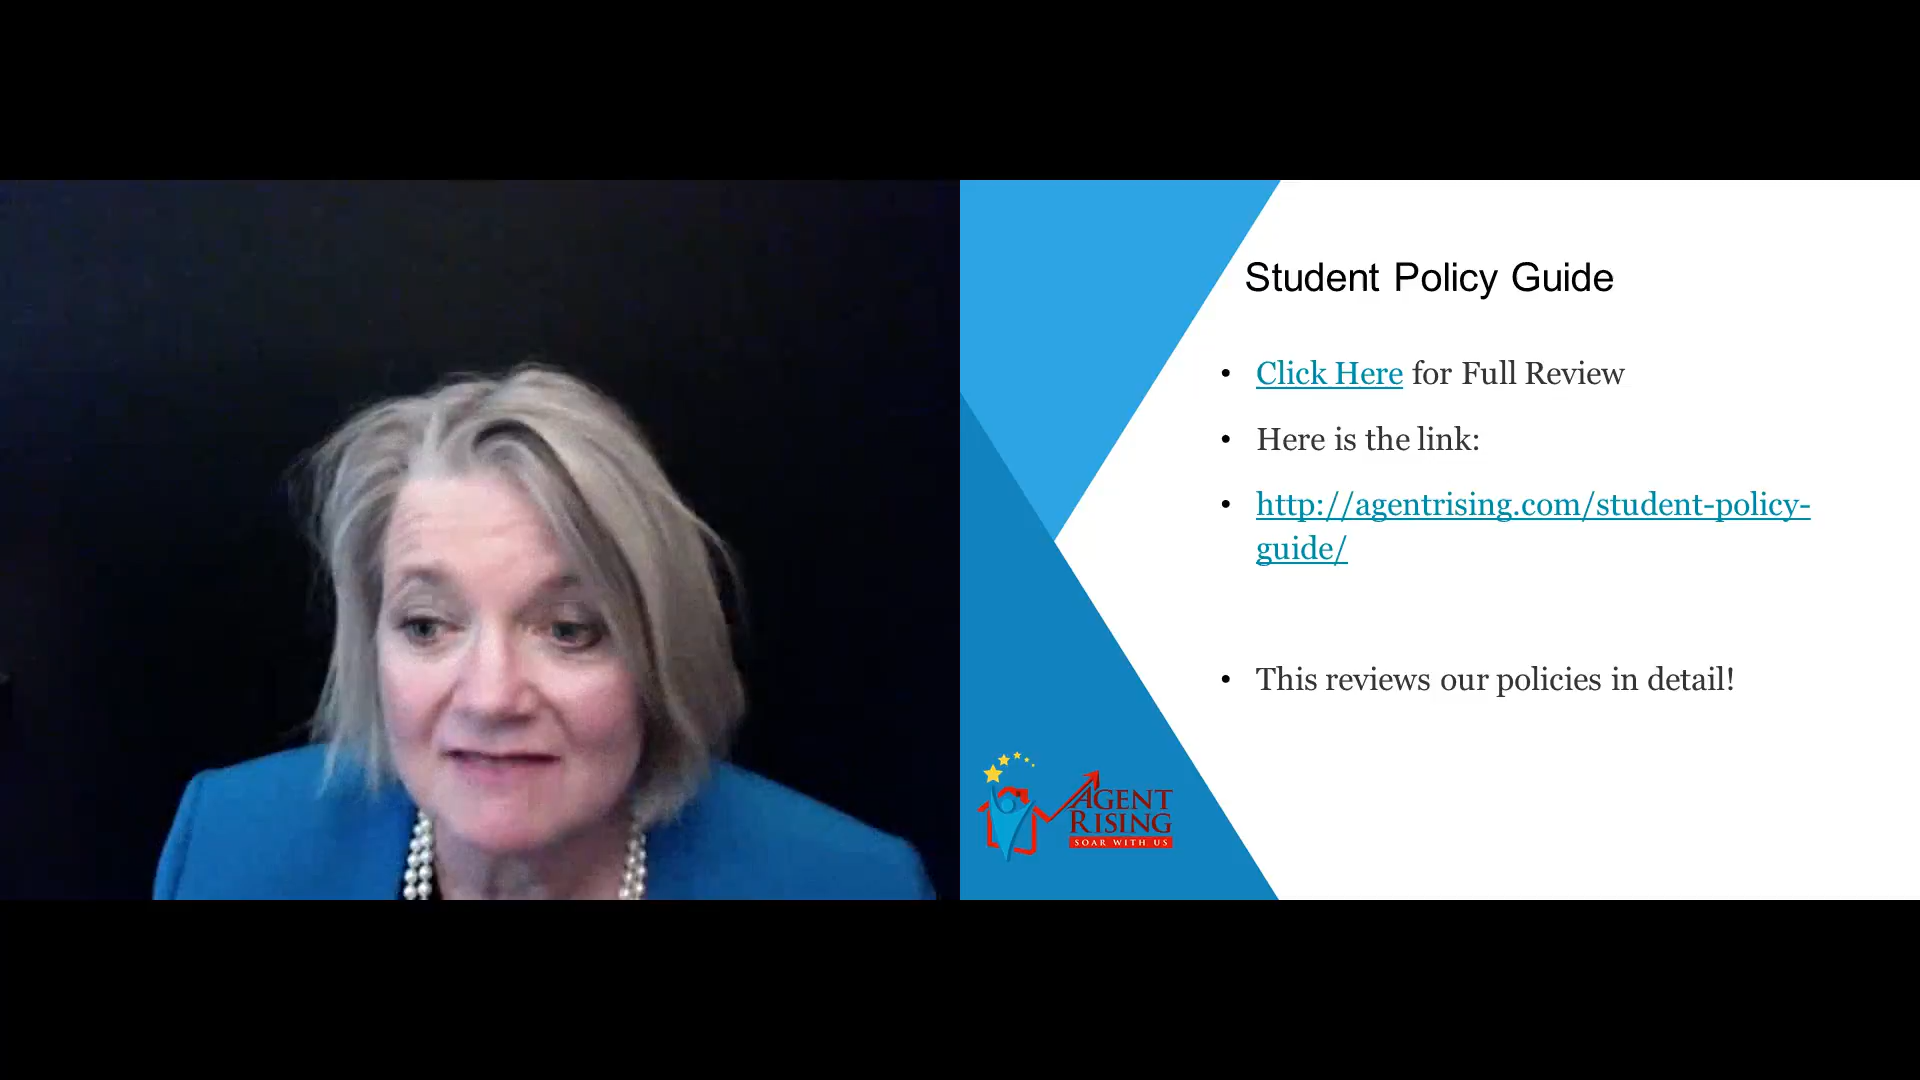 Student Policy Guide
• Click Here for Full Review
• Here is the link:
• http://agentrising.com/student-policy-
guide/
• This reviews our policies in detail!
AGENT
RISING
SOAR WITH US